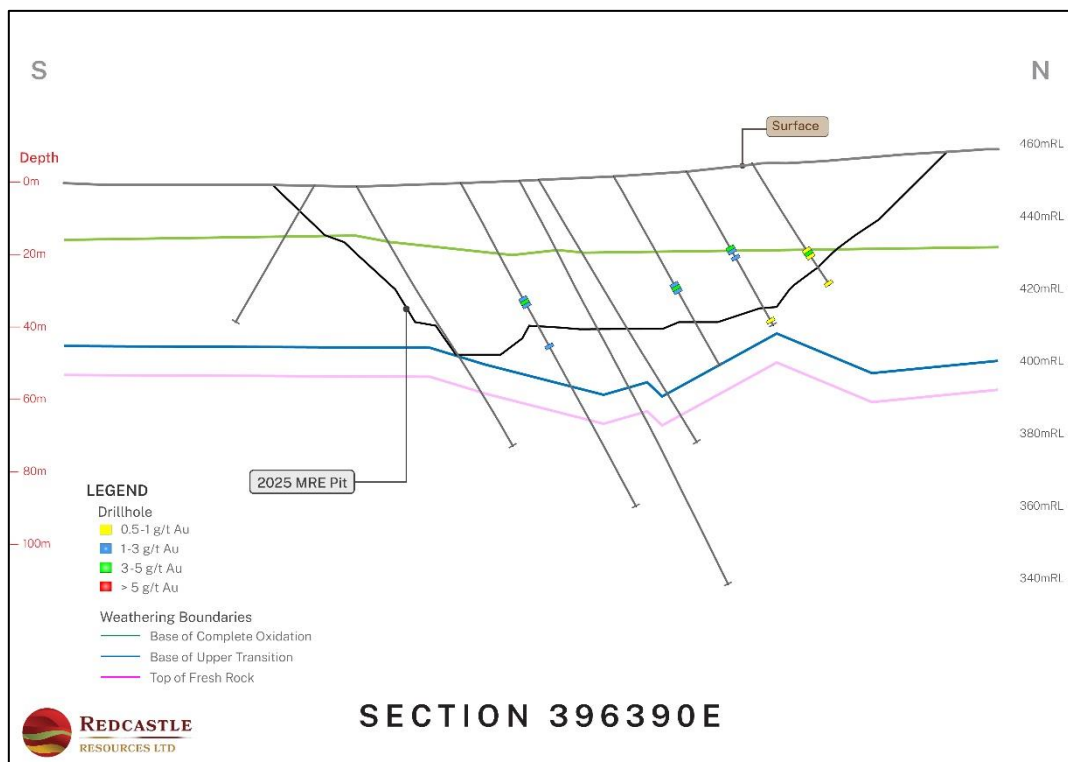 S
N
Surface
460mRL
Depth
0m
440mRL
20m
420mRL
40m
400mRL
60m
380mRL
80m
2025 MRE Pit
360mRL
100m
340mRL
LEGEND
Drillhole
0.5-1 g/t Au
1-3 g/t Au
3-5 g/t Au
> 5 g/t Au
Weathering Boundaries
Base of Complete Oxidation
Base of Upper Transition
Top of Fresh Rock
REDCASTLE
RESOURCES LTD
SECTION 396390E